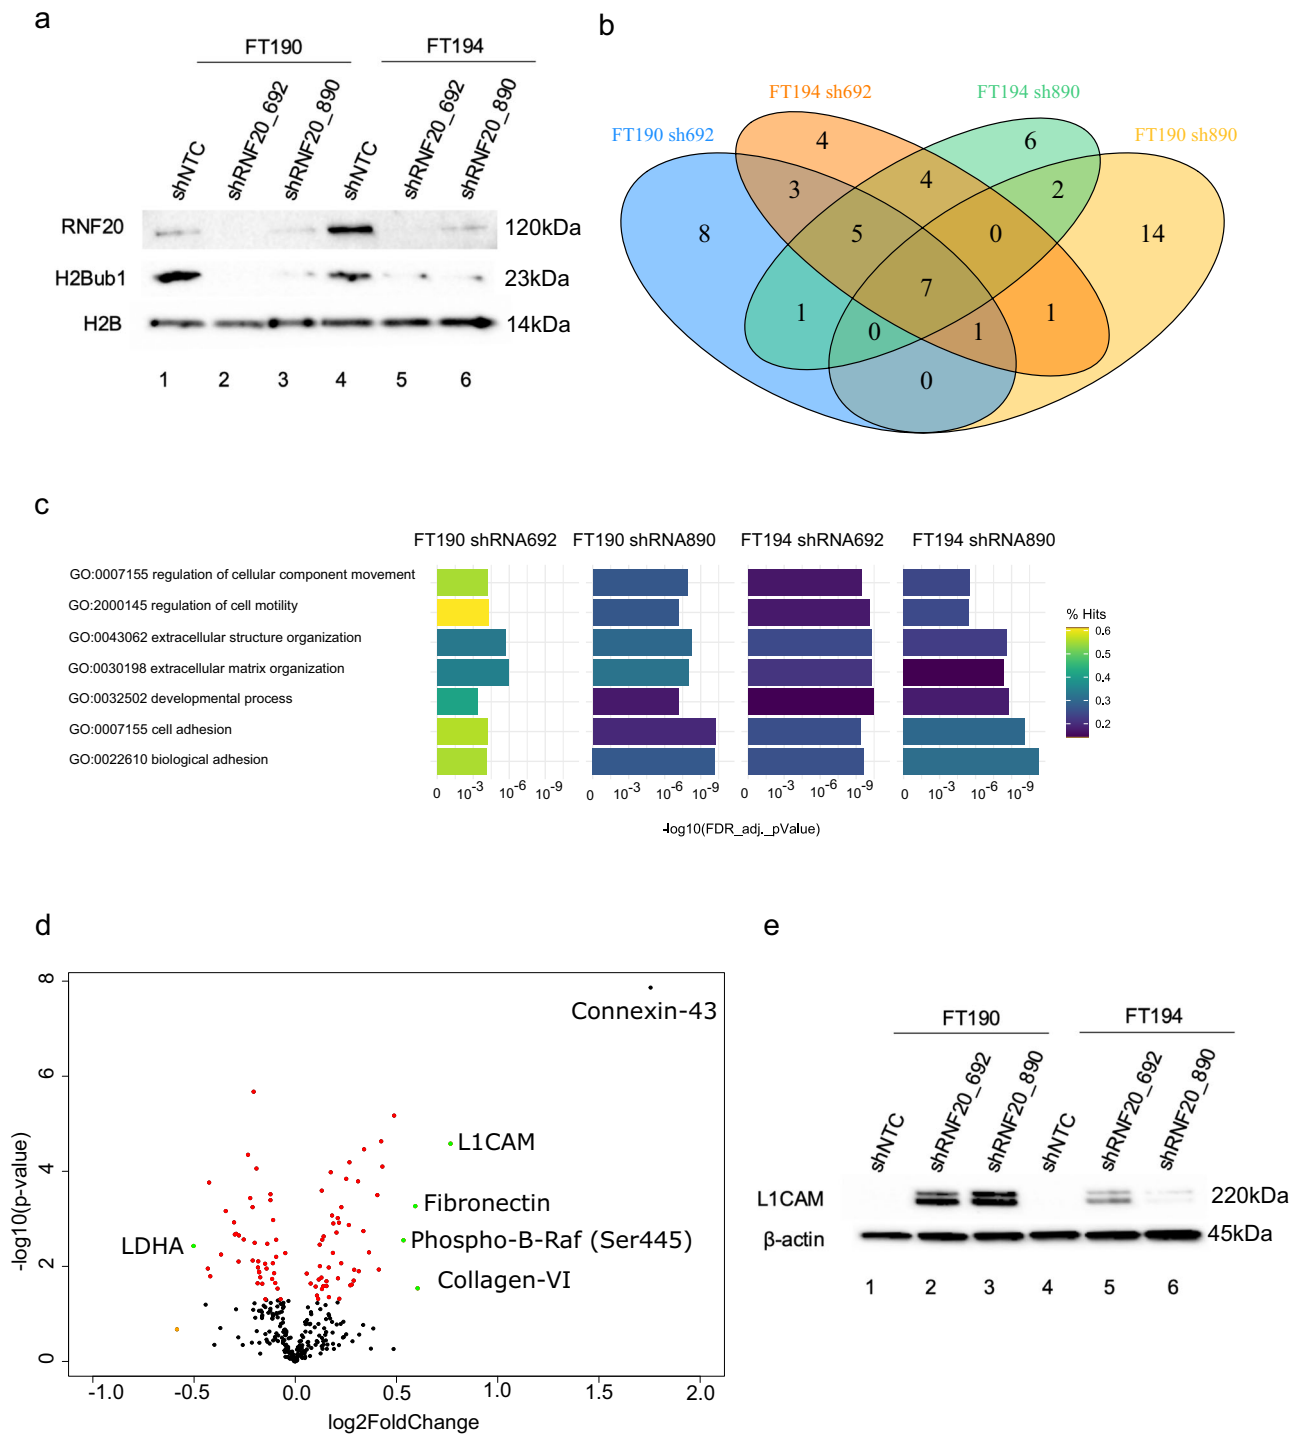 a
FT190
FT194
shNTC
shRNF20_692
shRNF20_890
shNTC
shRNF20_692
shRNF20_890
RNF20
120kDa
H2Bub1
23kDa
H2B
14kDa
1 2 3 4 5 6
b
FT194 sh692
FT194 sh890
FT190 sh692
FT190 sh890
4 6
3 4 2
8 5 0 14
7
1 0 1 1
0
c
FT190 shRNA692 FT190 shRNA890 FT194 shRNA692 FT194 shRNA890
GO:0007155 regulation of cellular component movement
GO:2000145 regulation of cell motility
GO:0043062 extracellular structure organization
GO:0030198 extracellular matrix organization
GO:0032502 developmental process
GO:0007155 cell adhesion
GO:0022610 biological adhesion
% Hits
0.6
0.5
0.4
0.3
0.2
0 10-3 10-6 10-9 0 10-3 10-6 10-9 0 10-3 10-6 10-9 0 10-3 10-6 10-9
-log10(FDR_adj._pValue)
d
8
6
4
2
0
-log10(p-value)
Connexin-43
L1CAM
Fibronectin
Phospho-B-Raf (Ser445)
LDHA
Collagen-VI
-1.0 -0.5 0.0 0.5 1.0 1.5 2.0
log2FoldChange
e
FT190
FT194
shNTC
shRNF20_692
shRNF20_890
shNTC
shRNF20_692
shRNF20_890
L1CAM
220kDa
β-actin
45kDa
1 2 3 4 5 6